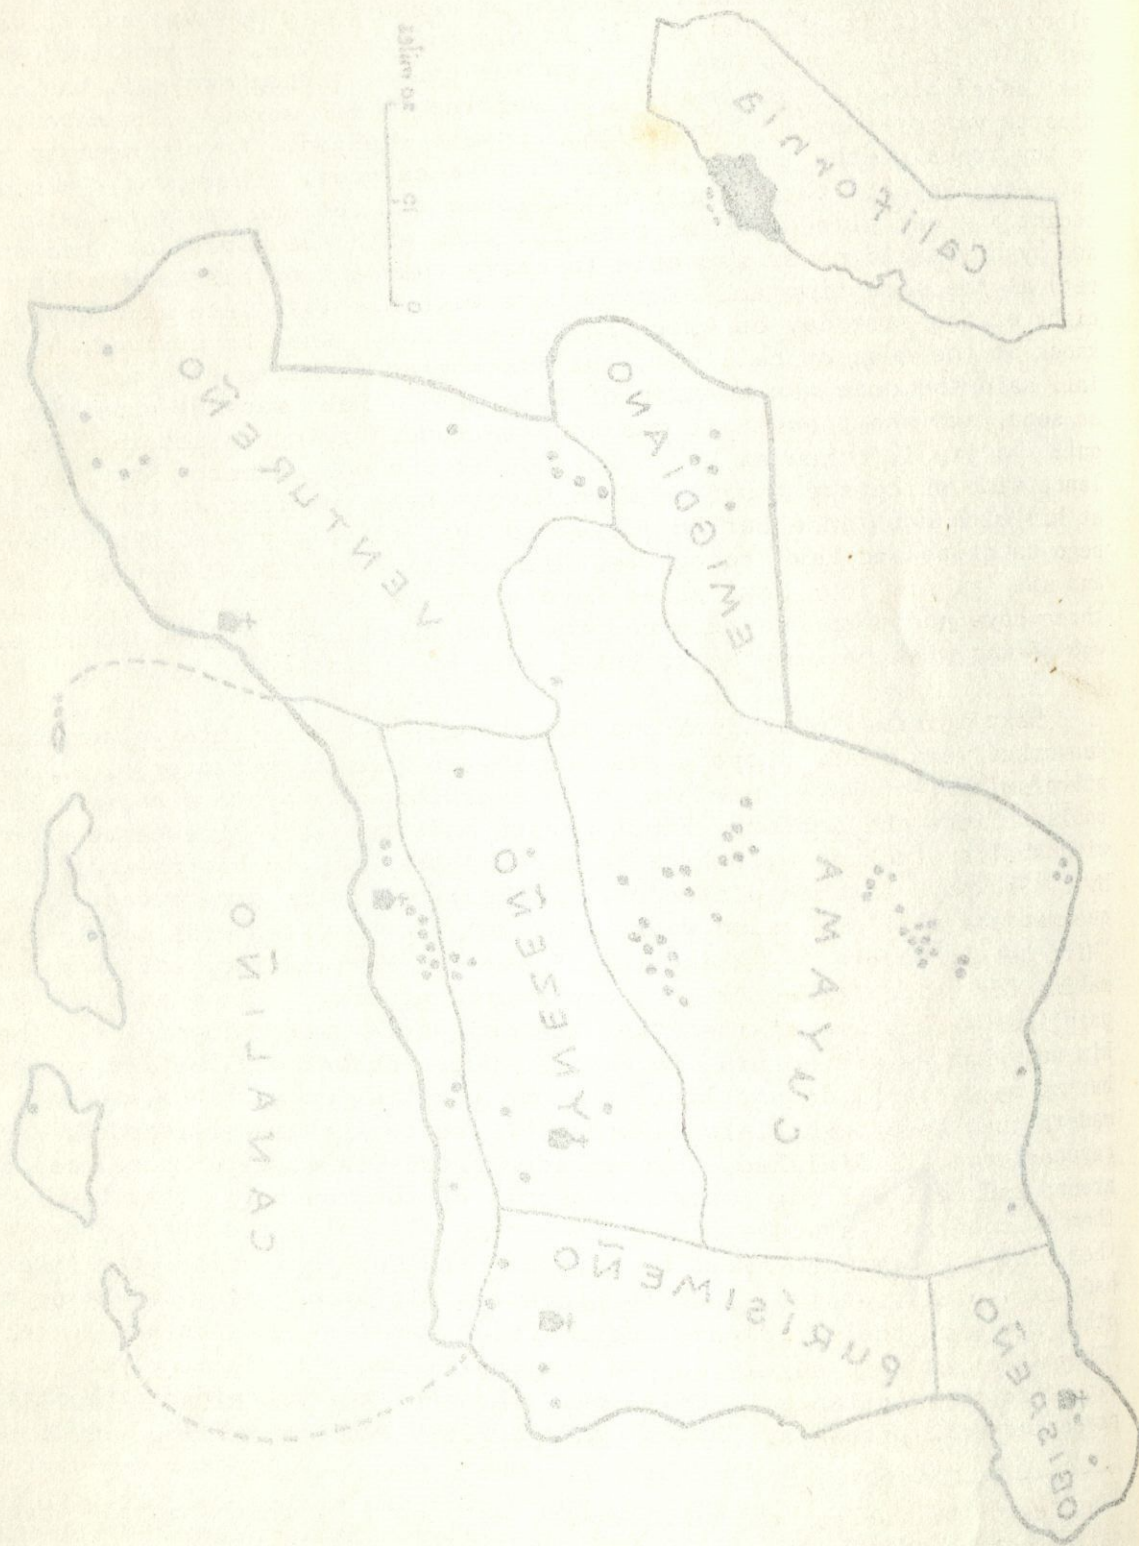 California
20 miles
10
0
EMIGDIANO
VENTUREÑO
CUYAMA
YNEZEÑO
CANALIÑO
PURÍSIMEÑO
OBISPEÑO